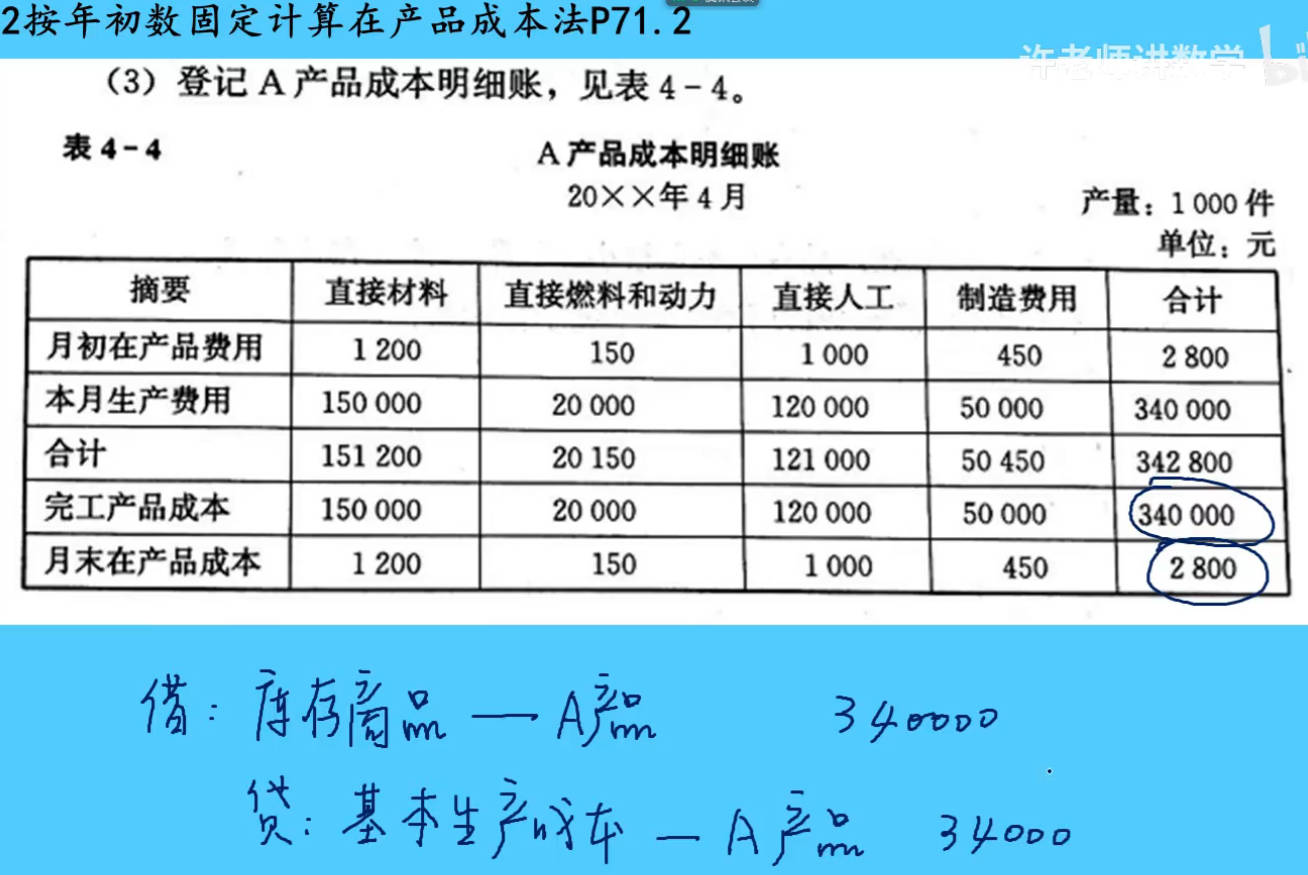 2按年初数固定计算在产品成本法P71.2
许老师讲数学
（3）登记 A 产品成本明细账，见表 4－4。
表 4－4
A 产品成本明细账
20××年 4 月
产量：1 000 件
单位：元
摘要 直接材料 直接燃料和动力 直接人工 制造费用 合计
月初在产品费用 1 200 150 1 000 450 2 800
本月生产费用 150 000 20 000 120 000 50 000 340 000
合计 151 200 20 150 121 000 50 450 342 800
完工产品成本 150 000 20 000 120 000 50 000 340 000
月末在产品成本 1 200 150 1 000 450 2 800
借：库存商品 — A产品 340000
贷：基本生产成本 — A产品 34000